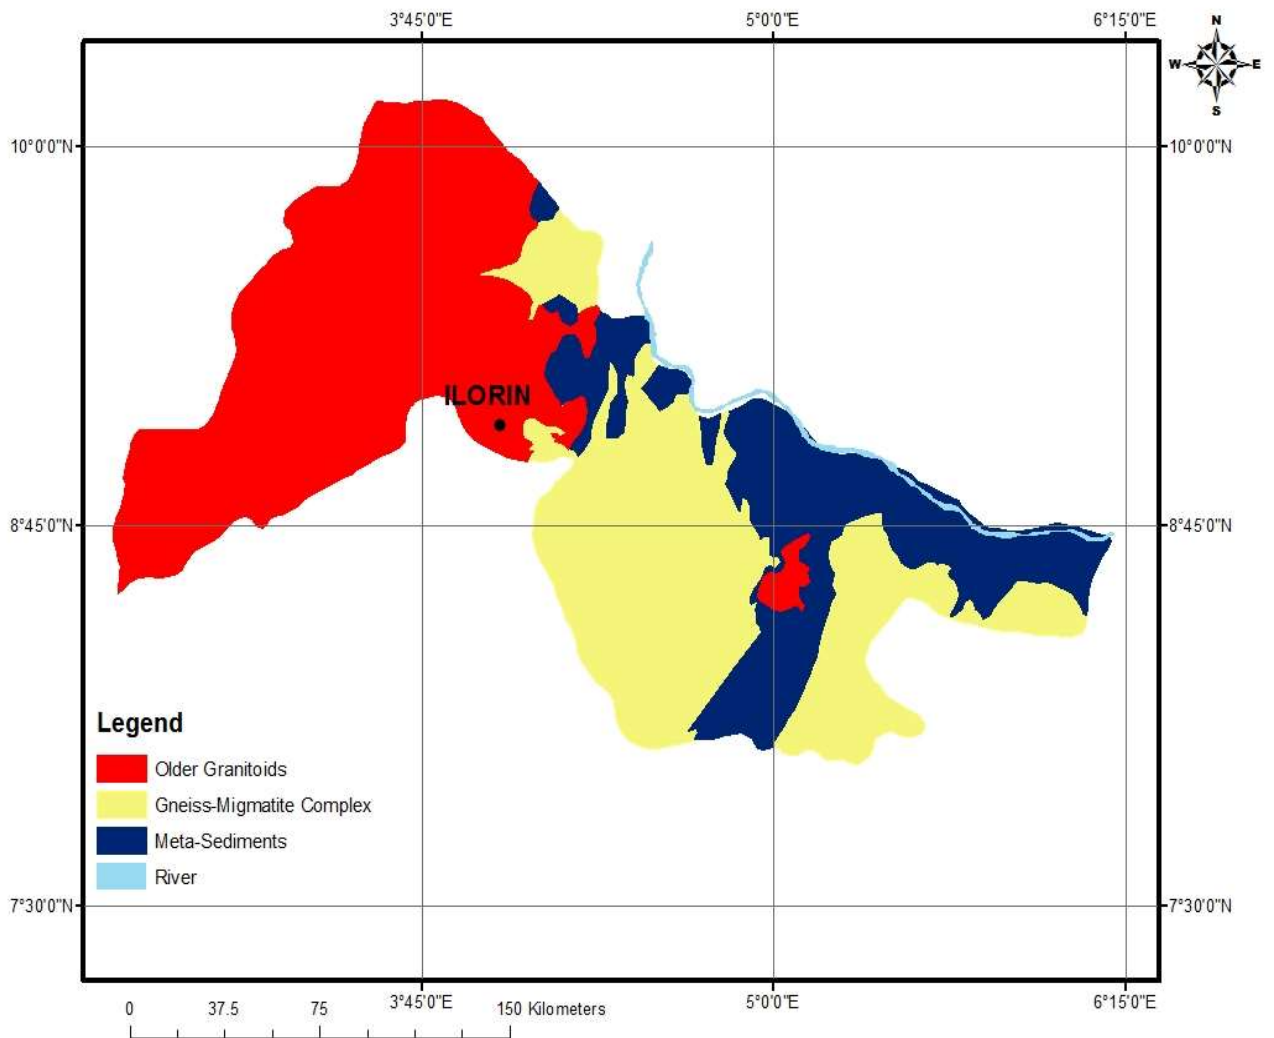 3°45'0"E 5°0'0"E 6°15'0"E
N
W E
S
10°0'0"N 10°0'0"N
ILORIN
8°45'0"N 8°45'0"N
Legend
Older Granitoids
Gneiss-Migmatite Complex
Meta-Sediments
River
7°30'0"N 7°30'0"N
3°45'0"E 5°0'0"E 6°15'0"E
0 37.5 75 150 Kilometers